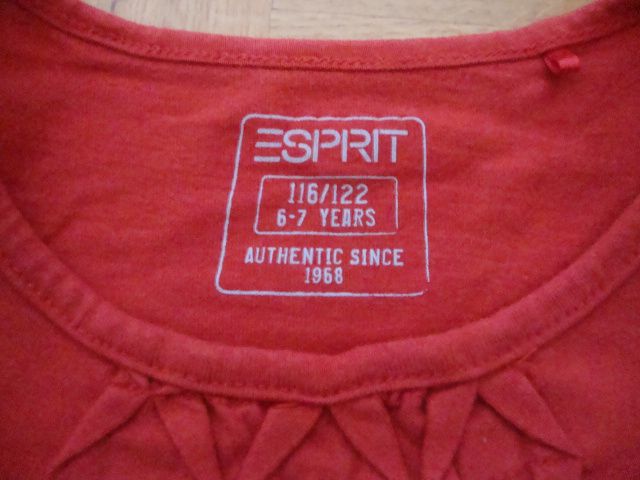 ESPRIT
116/122
6-7 YEARS
AUTHENTIC SINCE
1968